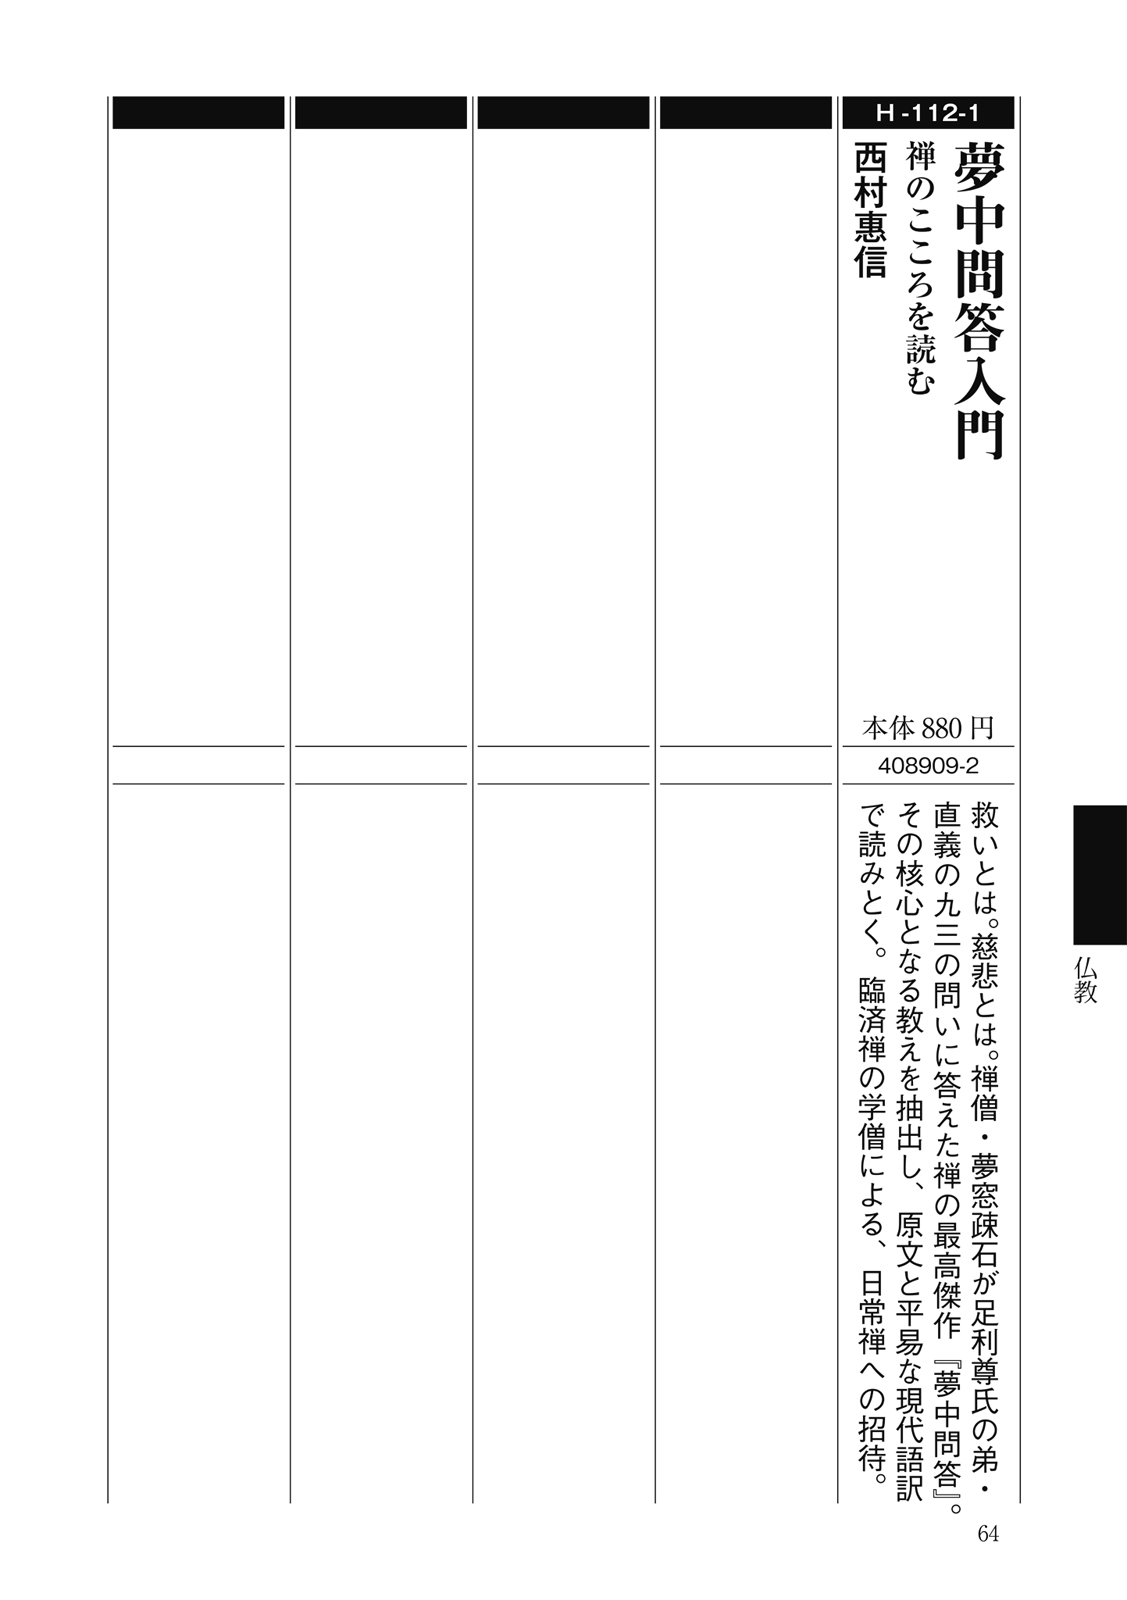 H-112-1
夢中問答入門
禅のこころを読む
西村惠信
本体880円
408909-2
救いとは。慈悲とは。禅僧・夢窓疎石が足利尊氏の弟・
直義の九三の問いに答えた禅の最高傑作『夢中問答』。
その核心となる教えを抽出し、原文と平易な現代語訳
で読みとく。臨済禅の学僧による、日常禅への招待。
仏教
64